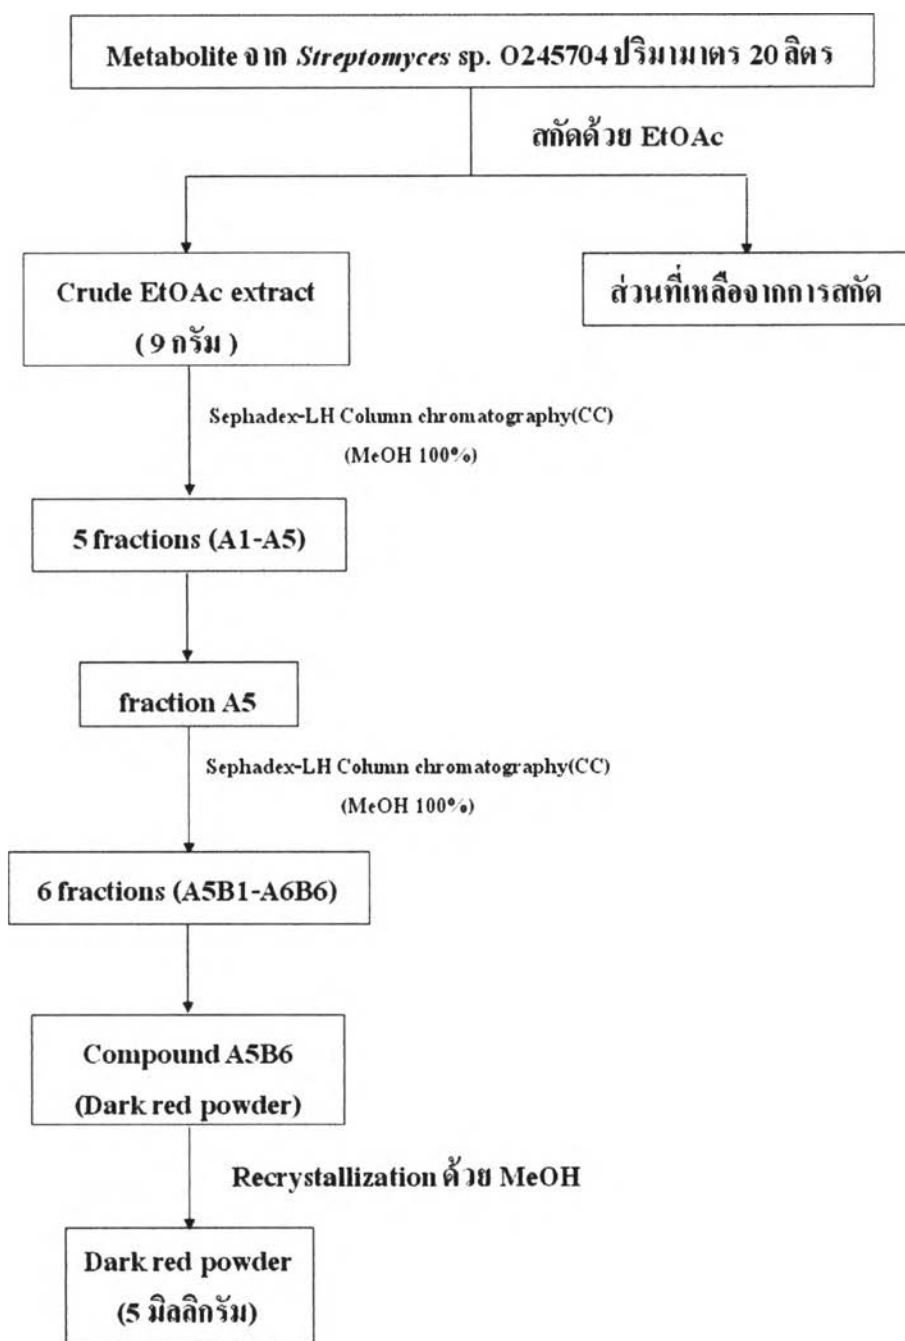 Metabolite จาก Streptomyces sp. O245704 ปริมามาตร 20 ลิตร
สกัดด้วย EtOAc
Crude EtOAc extract
( 9 กรัม )
ส่วนที่เหลือจากการสกัด
Sephadex-LH Column chromatography(CC)
(MeOH 100%)
5 fractions (A1-A5)
fraction A5
Sephadex-LH Column chromatography(CC)
(MeOH 100%)
6 fractions (A5B1-A6B6)
Compound A5B6
(Dark red powder)
Recrystallization ด้วย MeOH
Dark red powder
(5 มิลลิกรัม)